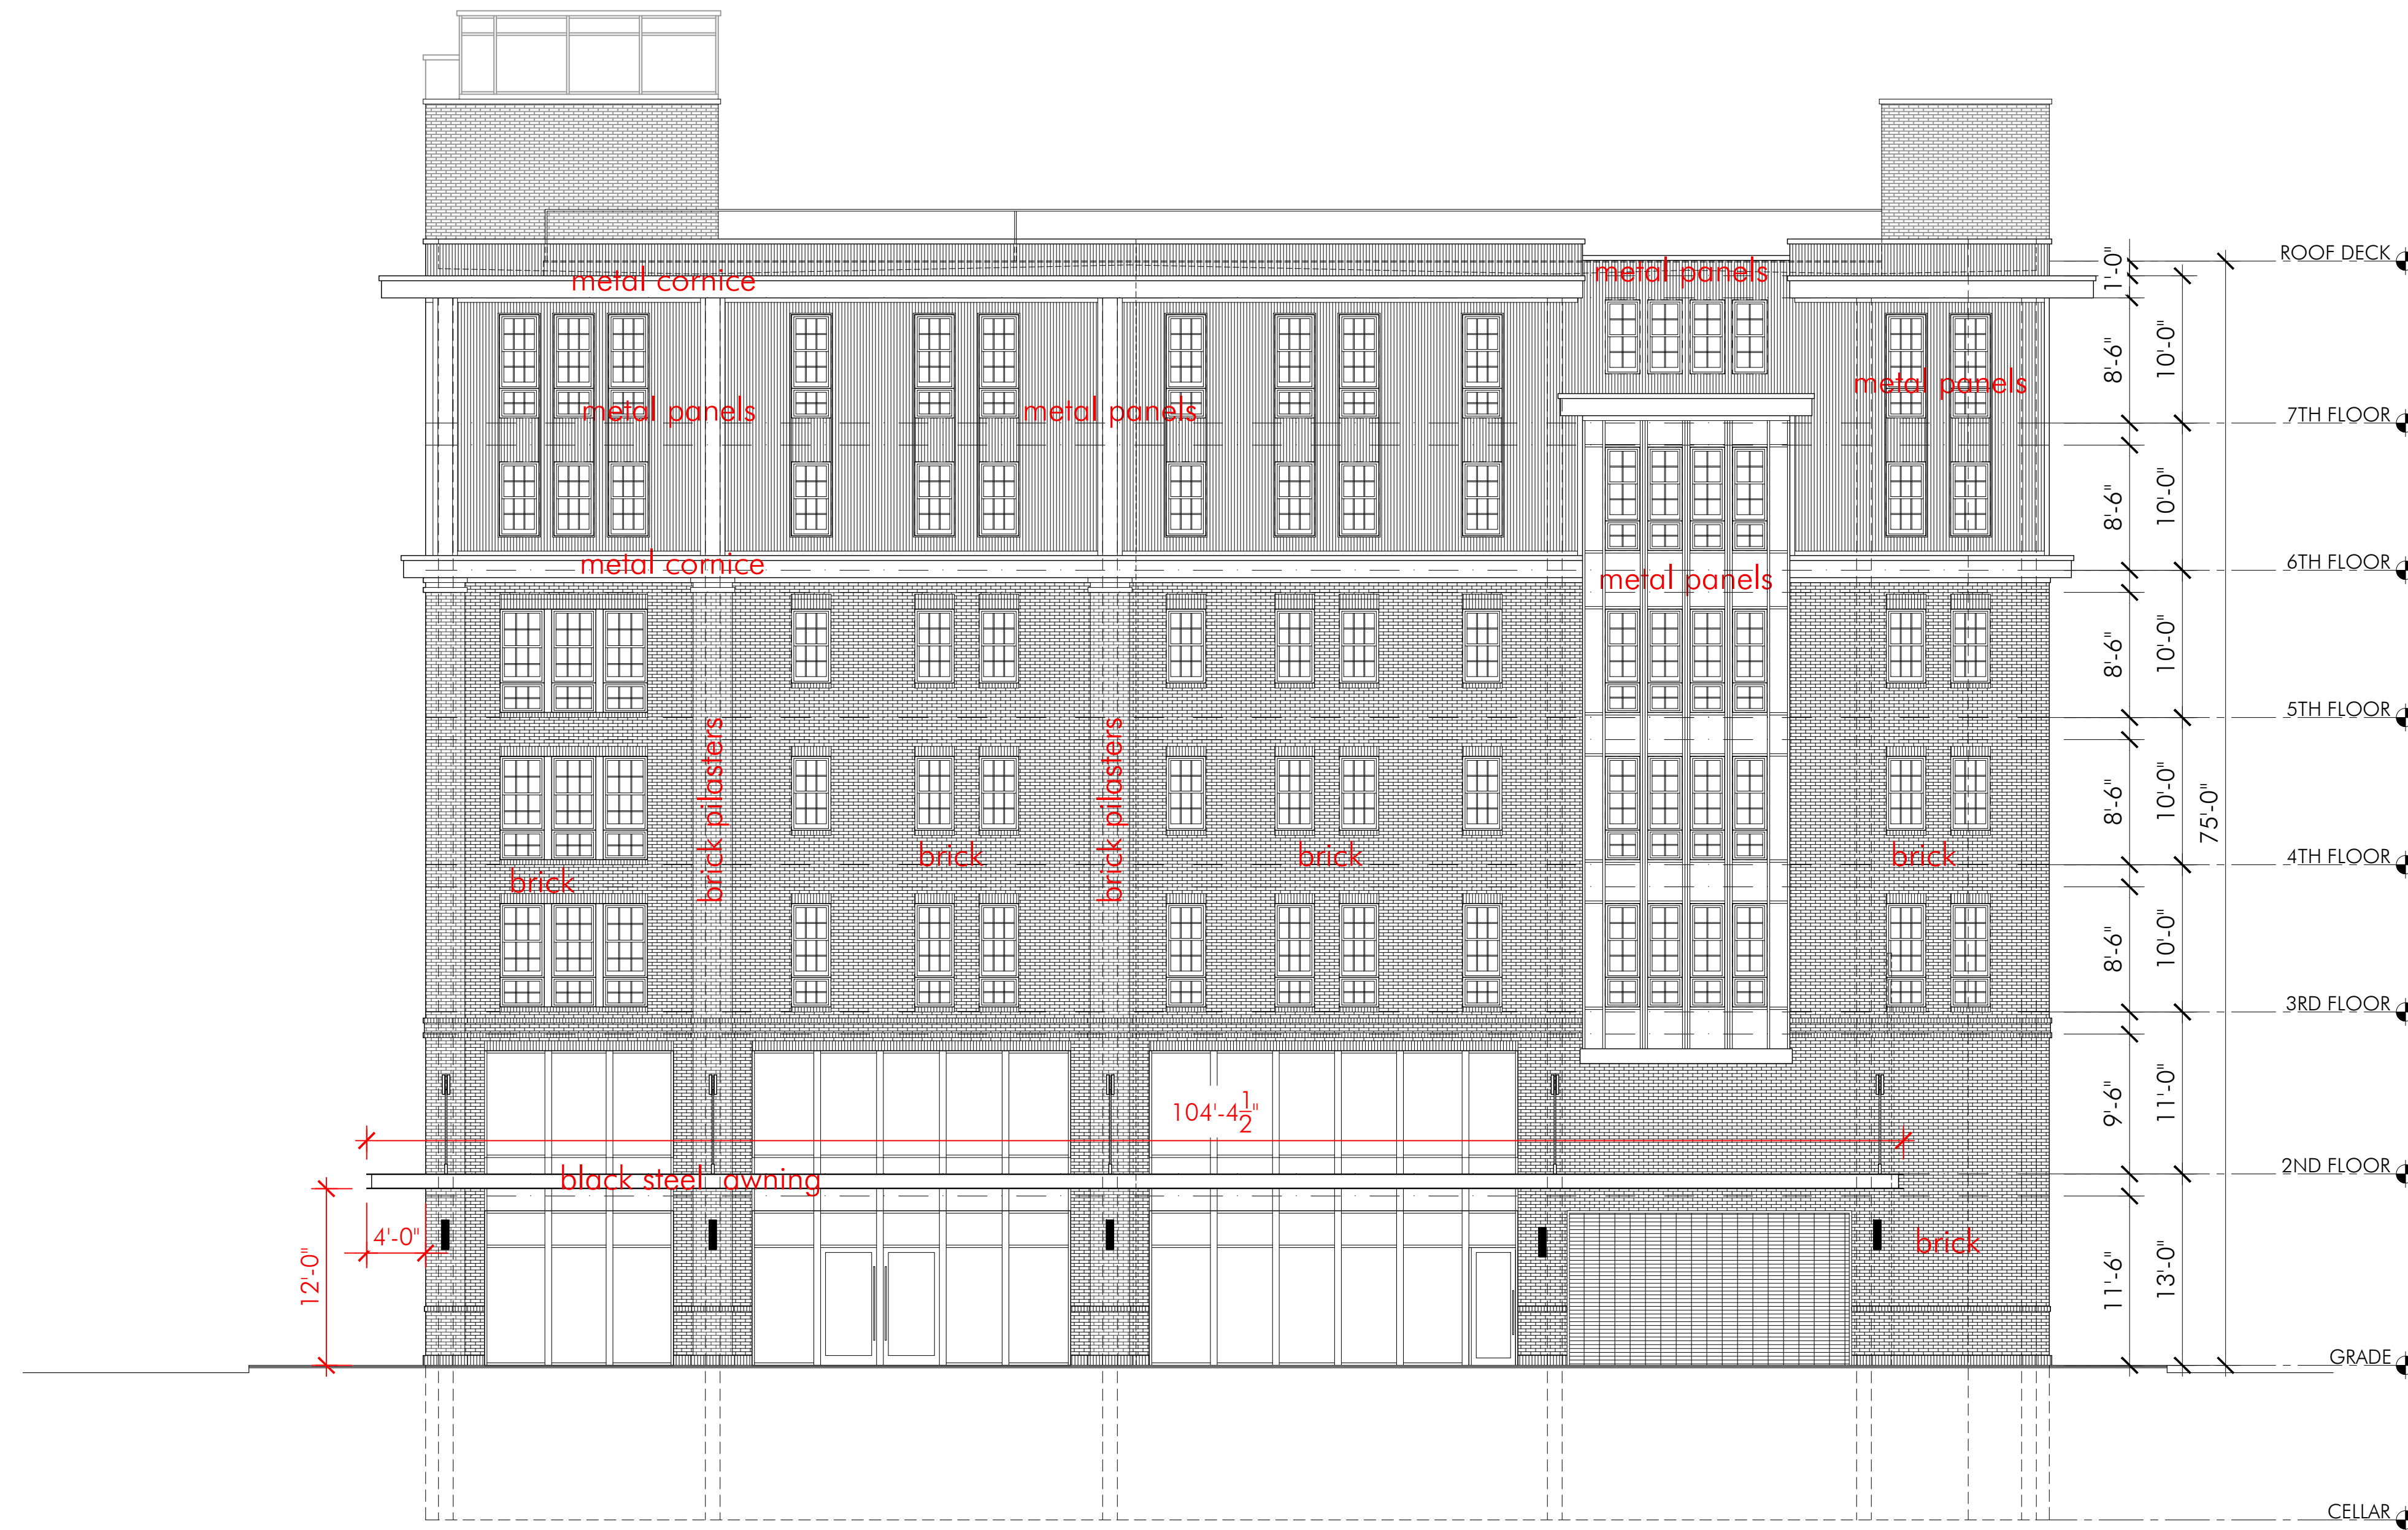 ROOF DECK
1'-0"
metal panels
metal cornice
8'-6"
10'-0"
metal panels
metal panels
metal panels
7TH FLOOR
8'-6"
10'-0"
metal cornice
metal panels
6TH FLOOR
8'-6"
10'-0"
5TH FLOOR
brick pilasters
brick pilasters
8'-6"
10'-0"
75'-0"
brick
brick
brick
brick
4TH FLOOR
8'-6"
10'-0"
3RD FLOOR
9'-6"
11'-0"
104'-4 1/2"
2ND FLOOR
black steel awning
4'-0"
12'-0"
brick
11'-6"
13'-0"
GRADE
CELLAR